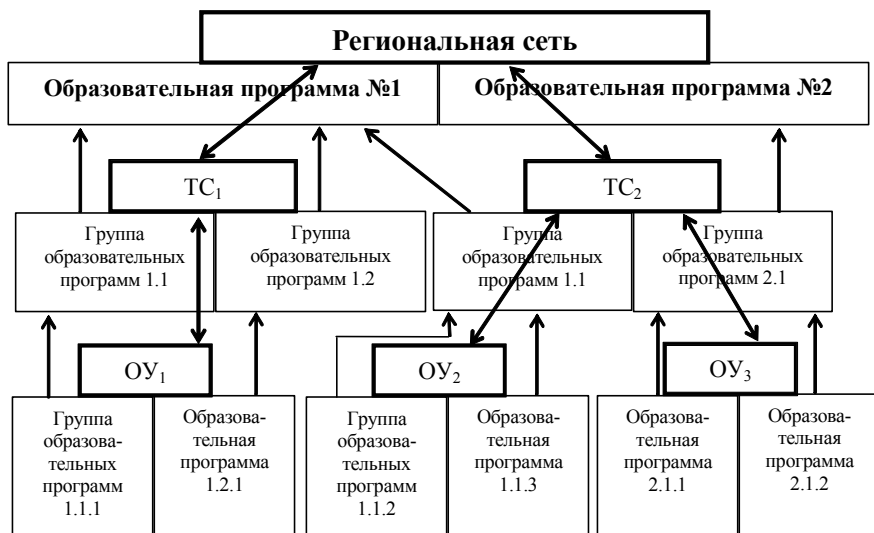 Региональная сеть
Образовательная программа №1
Образовательная программа №2
ТС1
ТС2
Группа
образовательных
программ 1.1
Группа
образовательных
программ 1.2
Группа
образовательных
программ 1.1
Группа
образовательных
программ 2.1
ОУ1
ОУ2
ОУ3
Группа
образова-
тельных
программ
1.1.1
Образова-
тельная
программа
1.2.1
Группа
образова-
тельных
программ
1.1.2
Образова-
тельная
программа
1.1.3
Образова-
тельная
программа
2.1.1
Образова-
тельная
программа
2.1.2